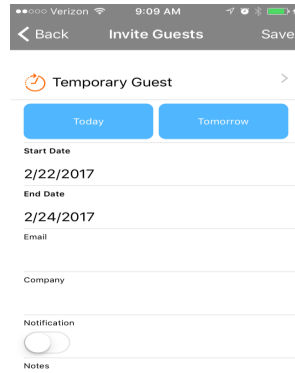 Verizon 9:09 AM
Back Invite Guests Save
Temporary Guest
Today Tomorrow
Start Date
2/22/2017
End Date
2/24/2017
Email
Company
Notification
Notes